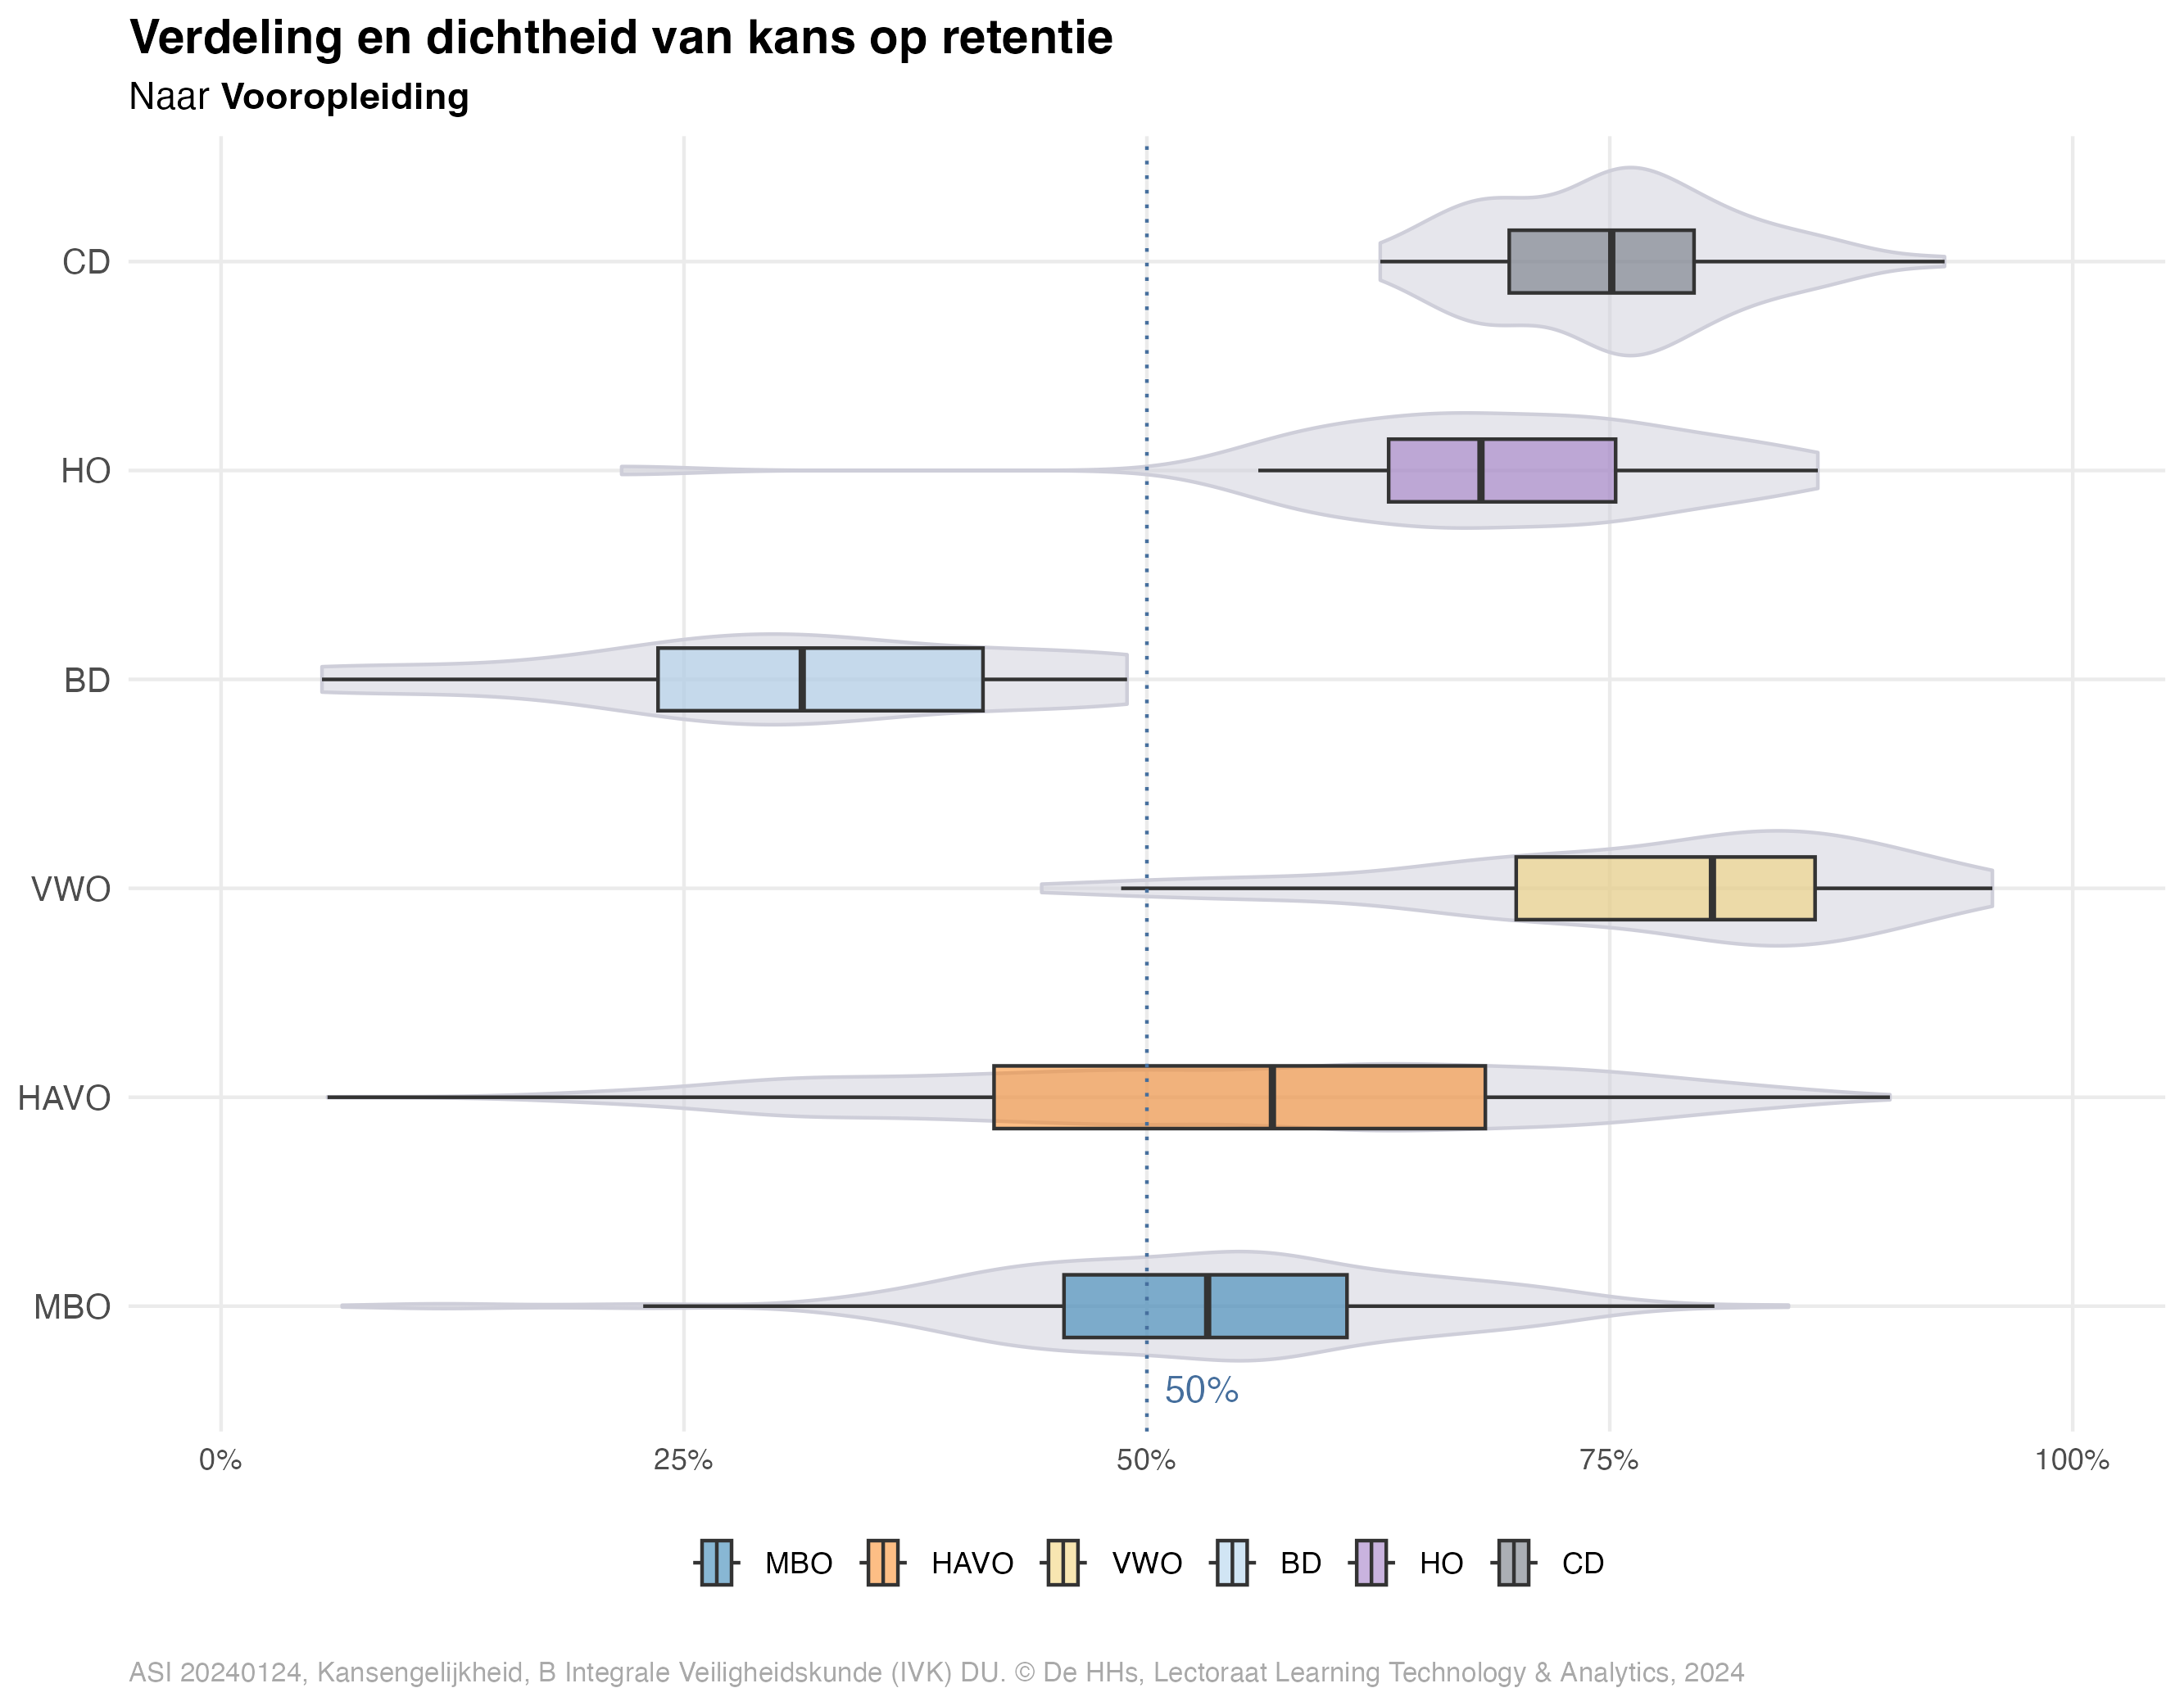 Verdeling en dichtheid van kans op retentie
Naar Vooropleiding
CD
HO
BD
VWO
HAVO
MBO
50%
0% 25% 50% 75% 100%
MBO HAVO VWO BD HO CD
ASI 20240124, Kansengelijkheid, B Integrale Veiligheidskunde (IVK) DU. © De HHs, Lectoraat Learning Technology & Analytics, 2024